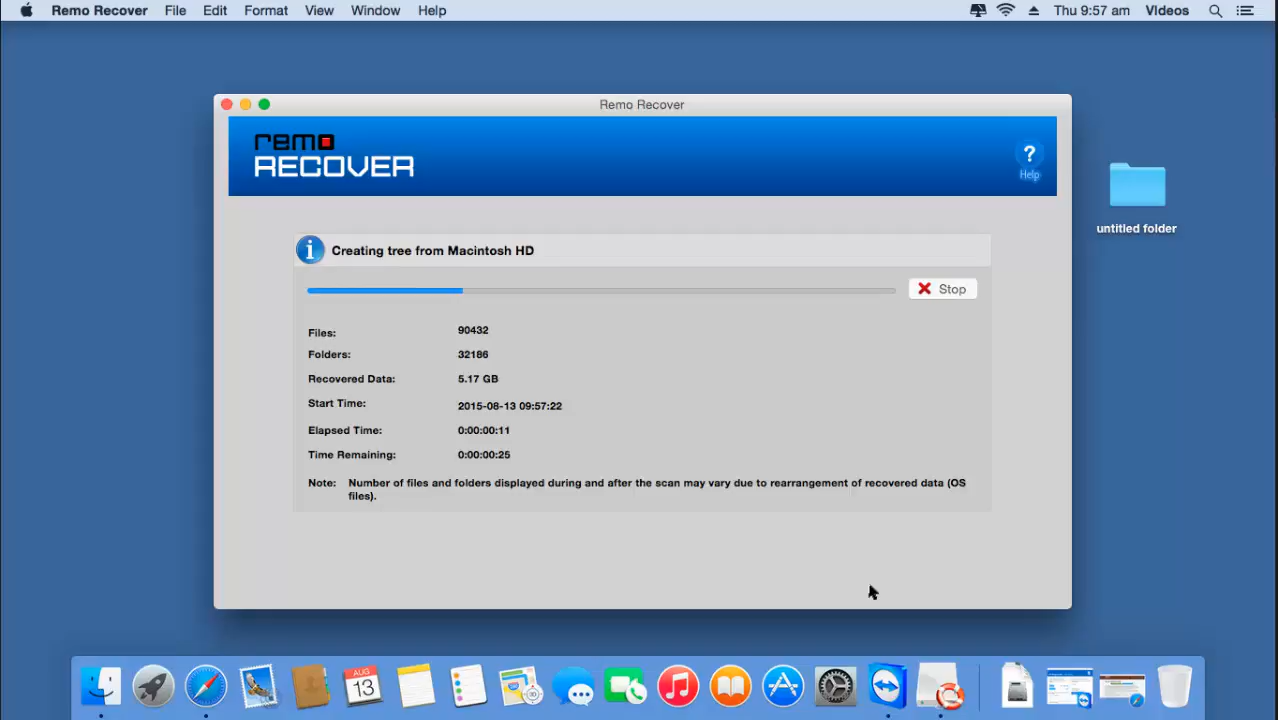 Remo Recover File Edit Format View Window Help Thu 9:57 am Videos
Remo Recover
remo
RECOVER
?
Help
untitled folder
i Creating tree from Macintosh HD
Stop
Files: 90432
Folders: 32186
Recovered Data: 5.17 GB
Start Time: 2015-08-13 09:57:22
Elapsed Time: 0:00:00:11
Time Remaining: 0:00:00:25
Note: Number of files and folders displayed during and after the scan may vary due to rearrangement of recovered data (OS
files).
AUG
13